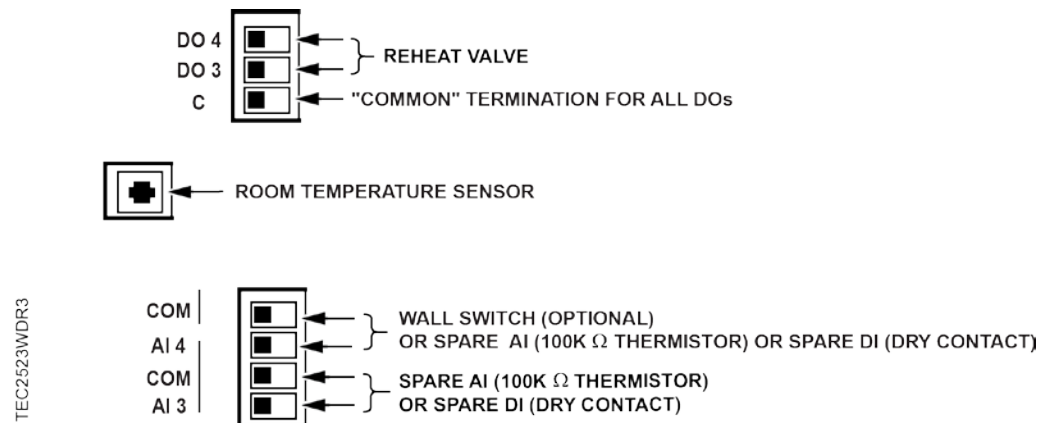 DO 4
DO 3
REHEAT VALVE
C
"COMMON" TERMINATION FOR ALL DOs
ROOM TEMPERATURE SENSOR
COM
WALL SWITCH (OPTIONAL)
AI 4
OR SPARE AI (100K Ω THERMISTOR) OR SPARE DI (DRY CONTACT)
COM
SPARE AI (100K Ω THERMISTOR)
AI 3
OR SPARE DI (DRY CONTACT)
TEC2523WDR3